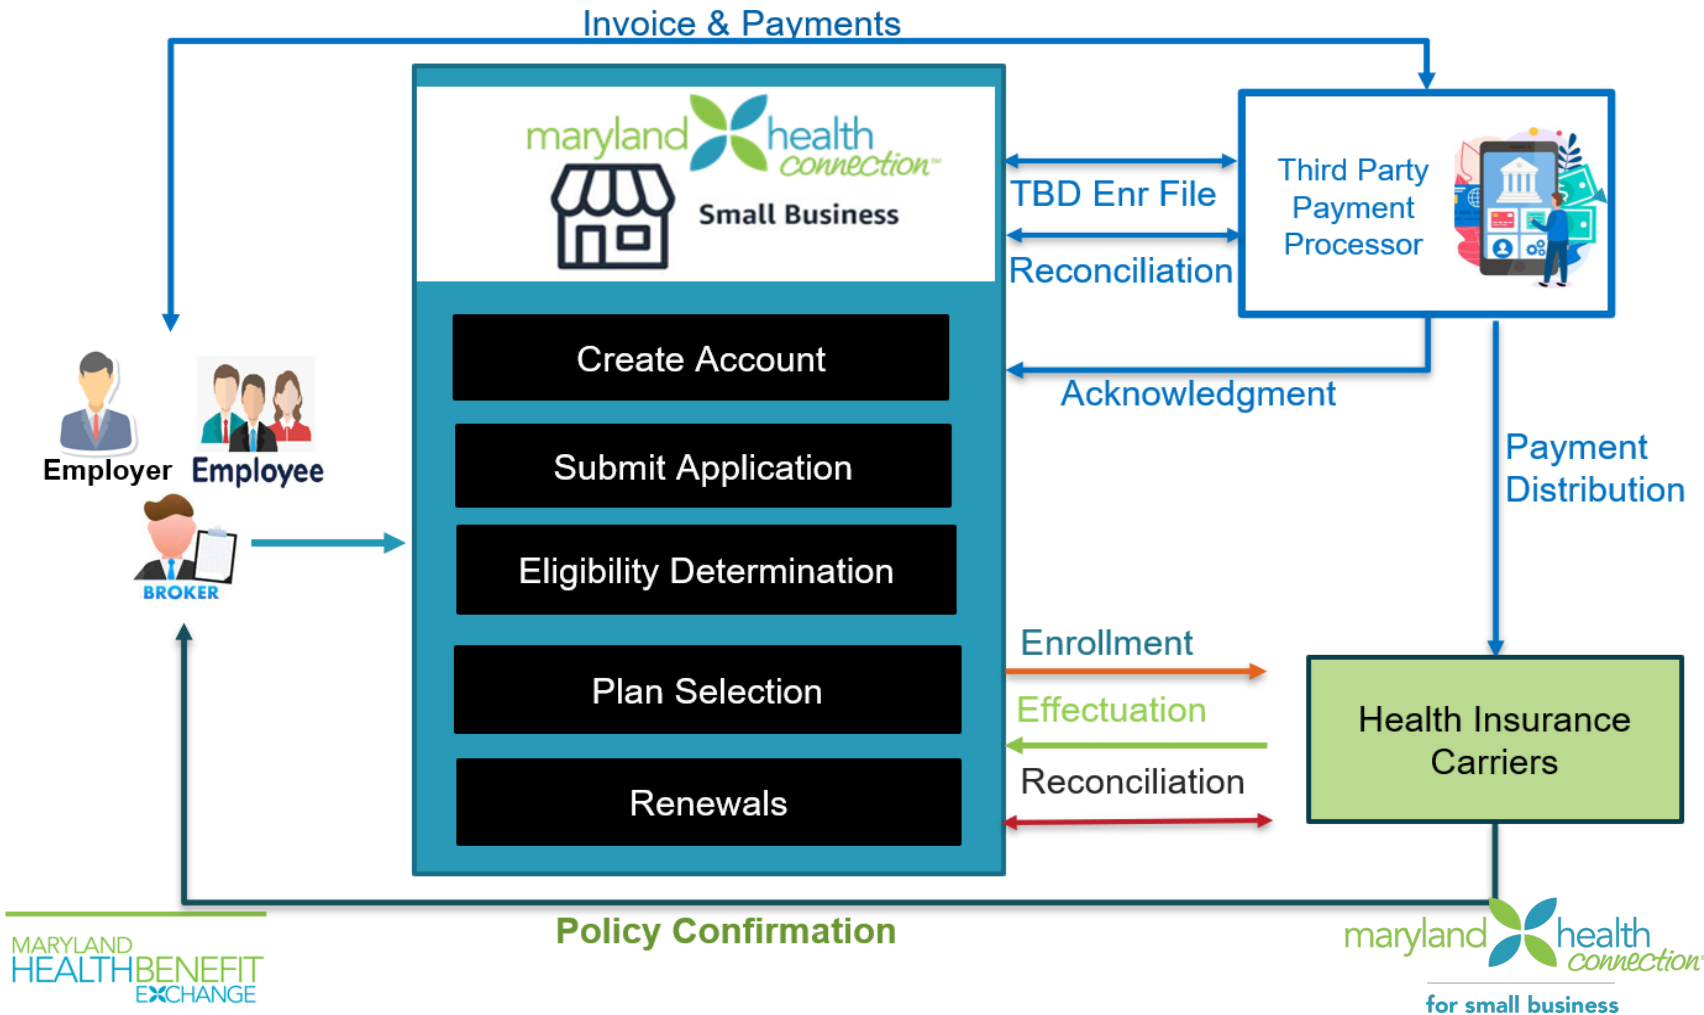 Invoice & Payments
maryland health
connection℠
Small Business
TBD Enr File
Reconciliation
Third Party
Payment
Processor
Create Account
Acknowledgment
Submit Application
Employer
Employee
Payment
Distribution
Eligibility Determination
BROKER
Enrollment
Plan Selection
Effectuation
Health Insurance
Carriers
Reconciliation
Renewals
Policy Confirmation
MARYLAND
HEALTHBENEFIT
EXCHANGE
maryland health
connection
for small business